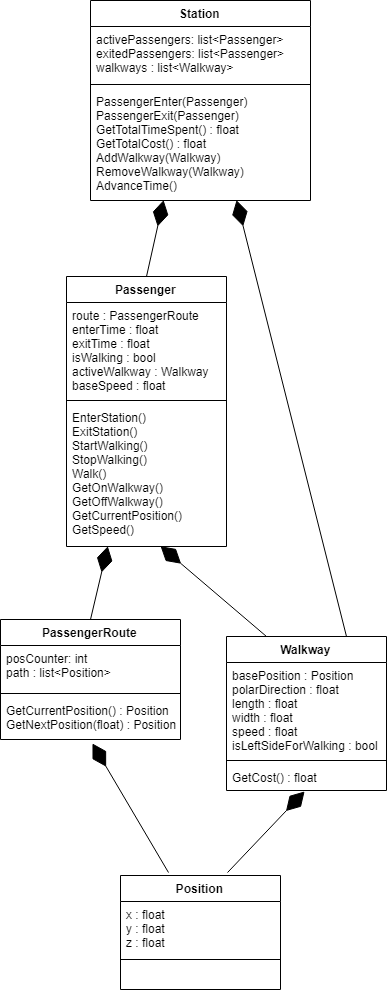 Station
activePassengers: list<Passenger>
exitedPassengers: list<Passenger>
walkways : list<Walkway>
PassengerEnter(Passenger)
PassengerExit(Passenger)
GetTotalTimeSpent() : float
GetTotalCost() : float
AddWalkway(Walkway)
RemoveWalkway(Walkway)
AdvanceTime()
Passenger
route : PassengerRoute
enterTime : float
exitTime : float
isWalking : bool
activeWalkway : Walkway
baseSpeed : float
EnterStation()
ExitStation()
StartWalking()
StopWalking()
Walk()
GetOnWalkway()
GetOffWalkway()
GetCurrentPosition()
GetSpeed()
PassengerRoute
posCounter: int
path : list<Position>
GetCurrentPosition() : Position
GetNextPosition(float) : Position
Walkway
basePosition : Position
polarDirection : float
length : float
width : float
speed : float
isLeftSideForWalking : bool
GetCost() : float
Position
x : float
y : float
z : float